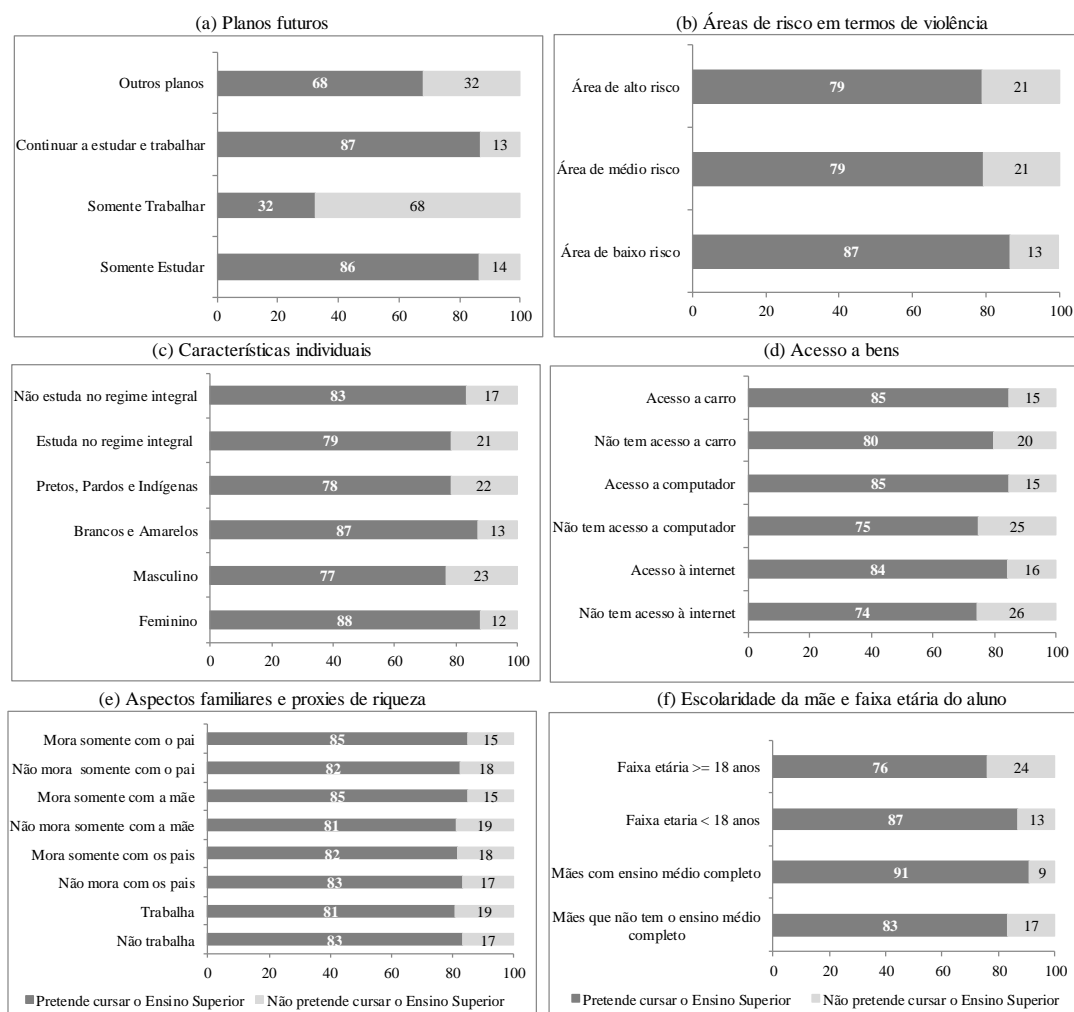 (a) Planos futuros
Outros planos 68 32
Continuar a estudar e trabalhar 87 13
Somente Trabalhar 32 68
Somente Estudar 86 14
0 20 40 60 80 100
(b) Áreas de risco em termos de violência
Área de alto risco 79 21
Área de médio risco 79 21
Área de baixo risco 87 13
0 20 40 60 80 100
(c) Características individuais
Não estuda no regime integral 83 17
Estuda no regime integral 79 21
Pretos, Pardos e Indígenas 78 22
Brancos e Amarelos 87 13
Masculino 77 23
Feminino 88 12
0 20 40 60 80 100
(d) Acesso a bens
Acesso a carro 85 15
Não tem acesso a carro 80 20
Acesso a computador 85 15
Não tem acesso a computador 75 25
Acesso à internet 84 16
Não tem acesso à internet 74 26
0 20 40 60 80 100
(e) Aspectos familiares e proxies de riqueza
Mora somente com o pai 85 15
Não mora somente com o pai 82 18
Mora somente com a mãe 85 15
Não mora somente com a mãe 81 19
Mora somente com os pais 82 18
Não mora com os pais 83 17
Trabalha 81 19
Não trabalha 83 17
0 20 40 60 80 100
Pretende cursar o Ensino Superior Não pretende cursar o Ensino Superior
(f) Escolaridade da mãe e faixa etária do aluno
Faixa etária >= 18 anos 76 24
Faixa etaria < 18 anos 87 13
Mães com ensino médio completo 91 9
Mães que não tem o ensino médio
completo 83 17
0 20 40 60 80 100
Pretende cursar o Ensino Superior Não pretende cursar o Ensino Superior